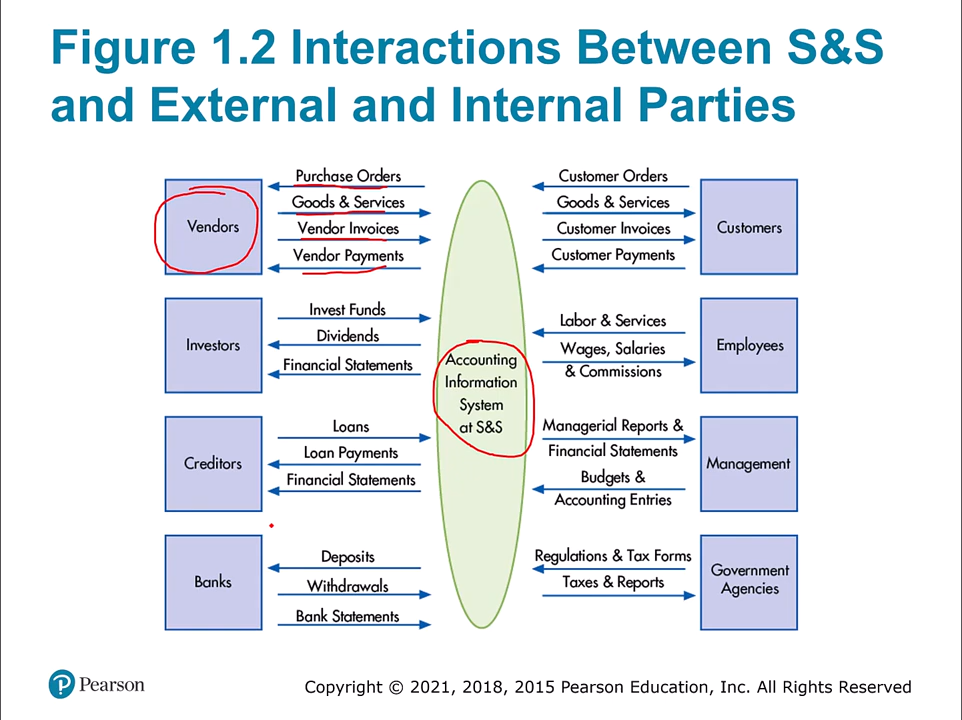 Figure 1.2 Interactions Between S&S
and External and Internal Parties
Vendors
Purchase Orders
Goods & Services
Vendor Invoices
Vendor Payments
Investors
Invest Funds
Dividends
Financial Statements
Creditors
Loans
Loan Payments
Financial Statements
Banks
Deposits
Withdrawals
Bank Statements
Accounting
Information
System
at S&S
Customer Orders
Goods & Services
Customer Invoices
Customer Payments
Customers
Labor & Services
Wages, Salaries
& Commissions
Employees
Managerial Reports &
Financial Statements
Budgets &
Accounting Entries
Management
Regulations & Tax Forms
Taxes & Reports
Government
Agencies
Pearson
Copyright © 2021, 2018, 2015 Pearson Education, Inc. All Rights Reserved